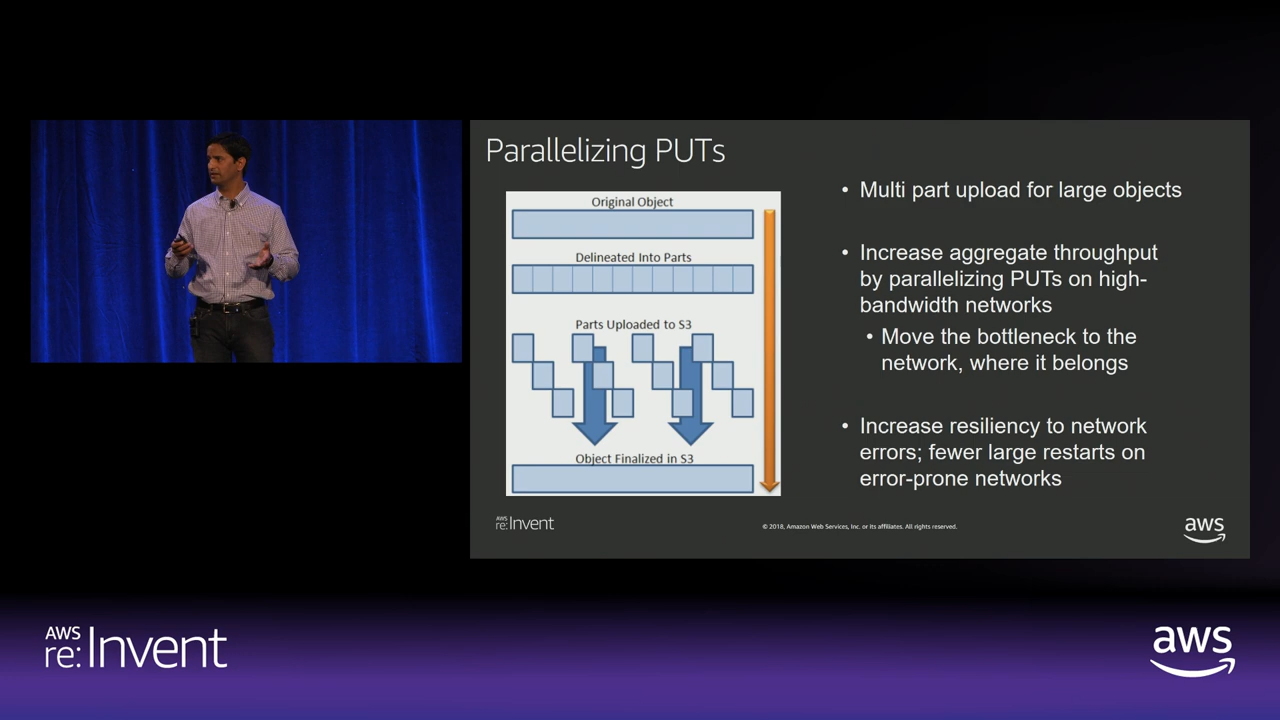 Parallelizing PUTs
Original Object
Delineated Into Parts
Parts Uploaded to S3
Object Finalized in S3
• Multi part upload for large objects
• Increase aggregate throughput
by parallelizing PUTs on high-
bandwidth networks
• Move the bottleneck to the
network, where it belongs
• Increase resiliency to network
errors; fewer large restarts on
error-prone networks
AWS
re:Invent
© 2018, Amazon Web Services, Inc. or its affiliates. All rights reserved.
aws
AWS
re:Invent
aws